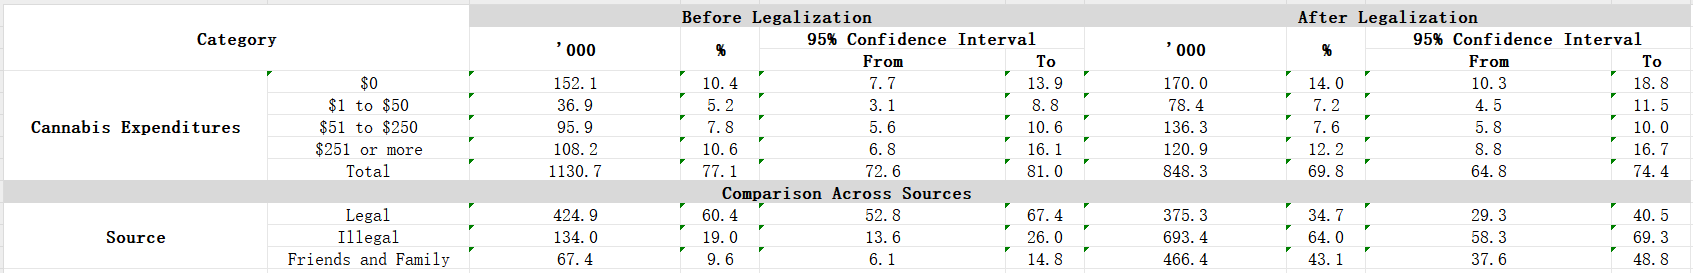 Before Legalization After Legalization
Category ’000 % 95% Confidence Interval ’000 % 95% Confidence Interval
From To From To
$0 152.1 10.4 7.7 13.9 170.0 14.0 10.3 18.8
$1 to $50 36.9 5.2 3.1 8.8 78.4 7.2 4.5 11.5
Cannabis Expenditures $51 to $250 95.9 7.8 5.6 10.6 136.3 7.6 5.8 10.0
$251 or more 108.2 10.6 6.8 16.1 120.9 12.2 8.8 16.7
Total 1130.7 77.1 72.6 81.0 848.3 69.8 64.8 74.4
Comparison Across Sources
Legal 424.9 60.4 52.8 67.4 375.3 34.7 29.3 40.5
Source Illegal 134.0 19.0 13.6 26.0 693.4 64.0 58.3 69.3
Friends and Family 67.4 9.6 6.1 14.8 466.4 43.1 37.6 48.8